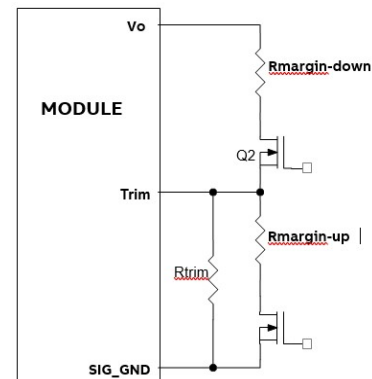 Vo
Rmargin-down
MODULE
Q2
Trim
Rmargin-up |
Rtrim
SIG_GND